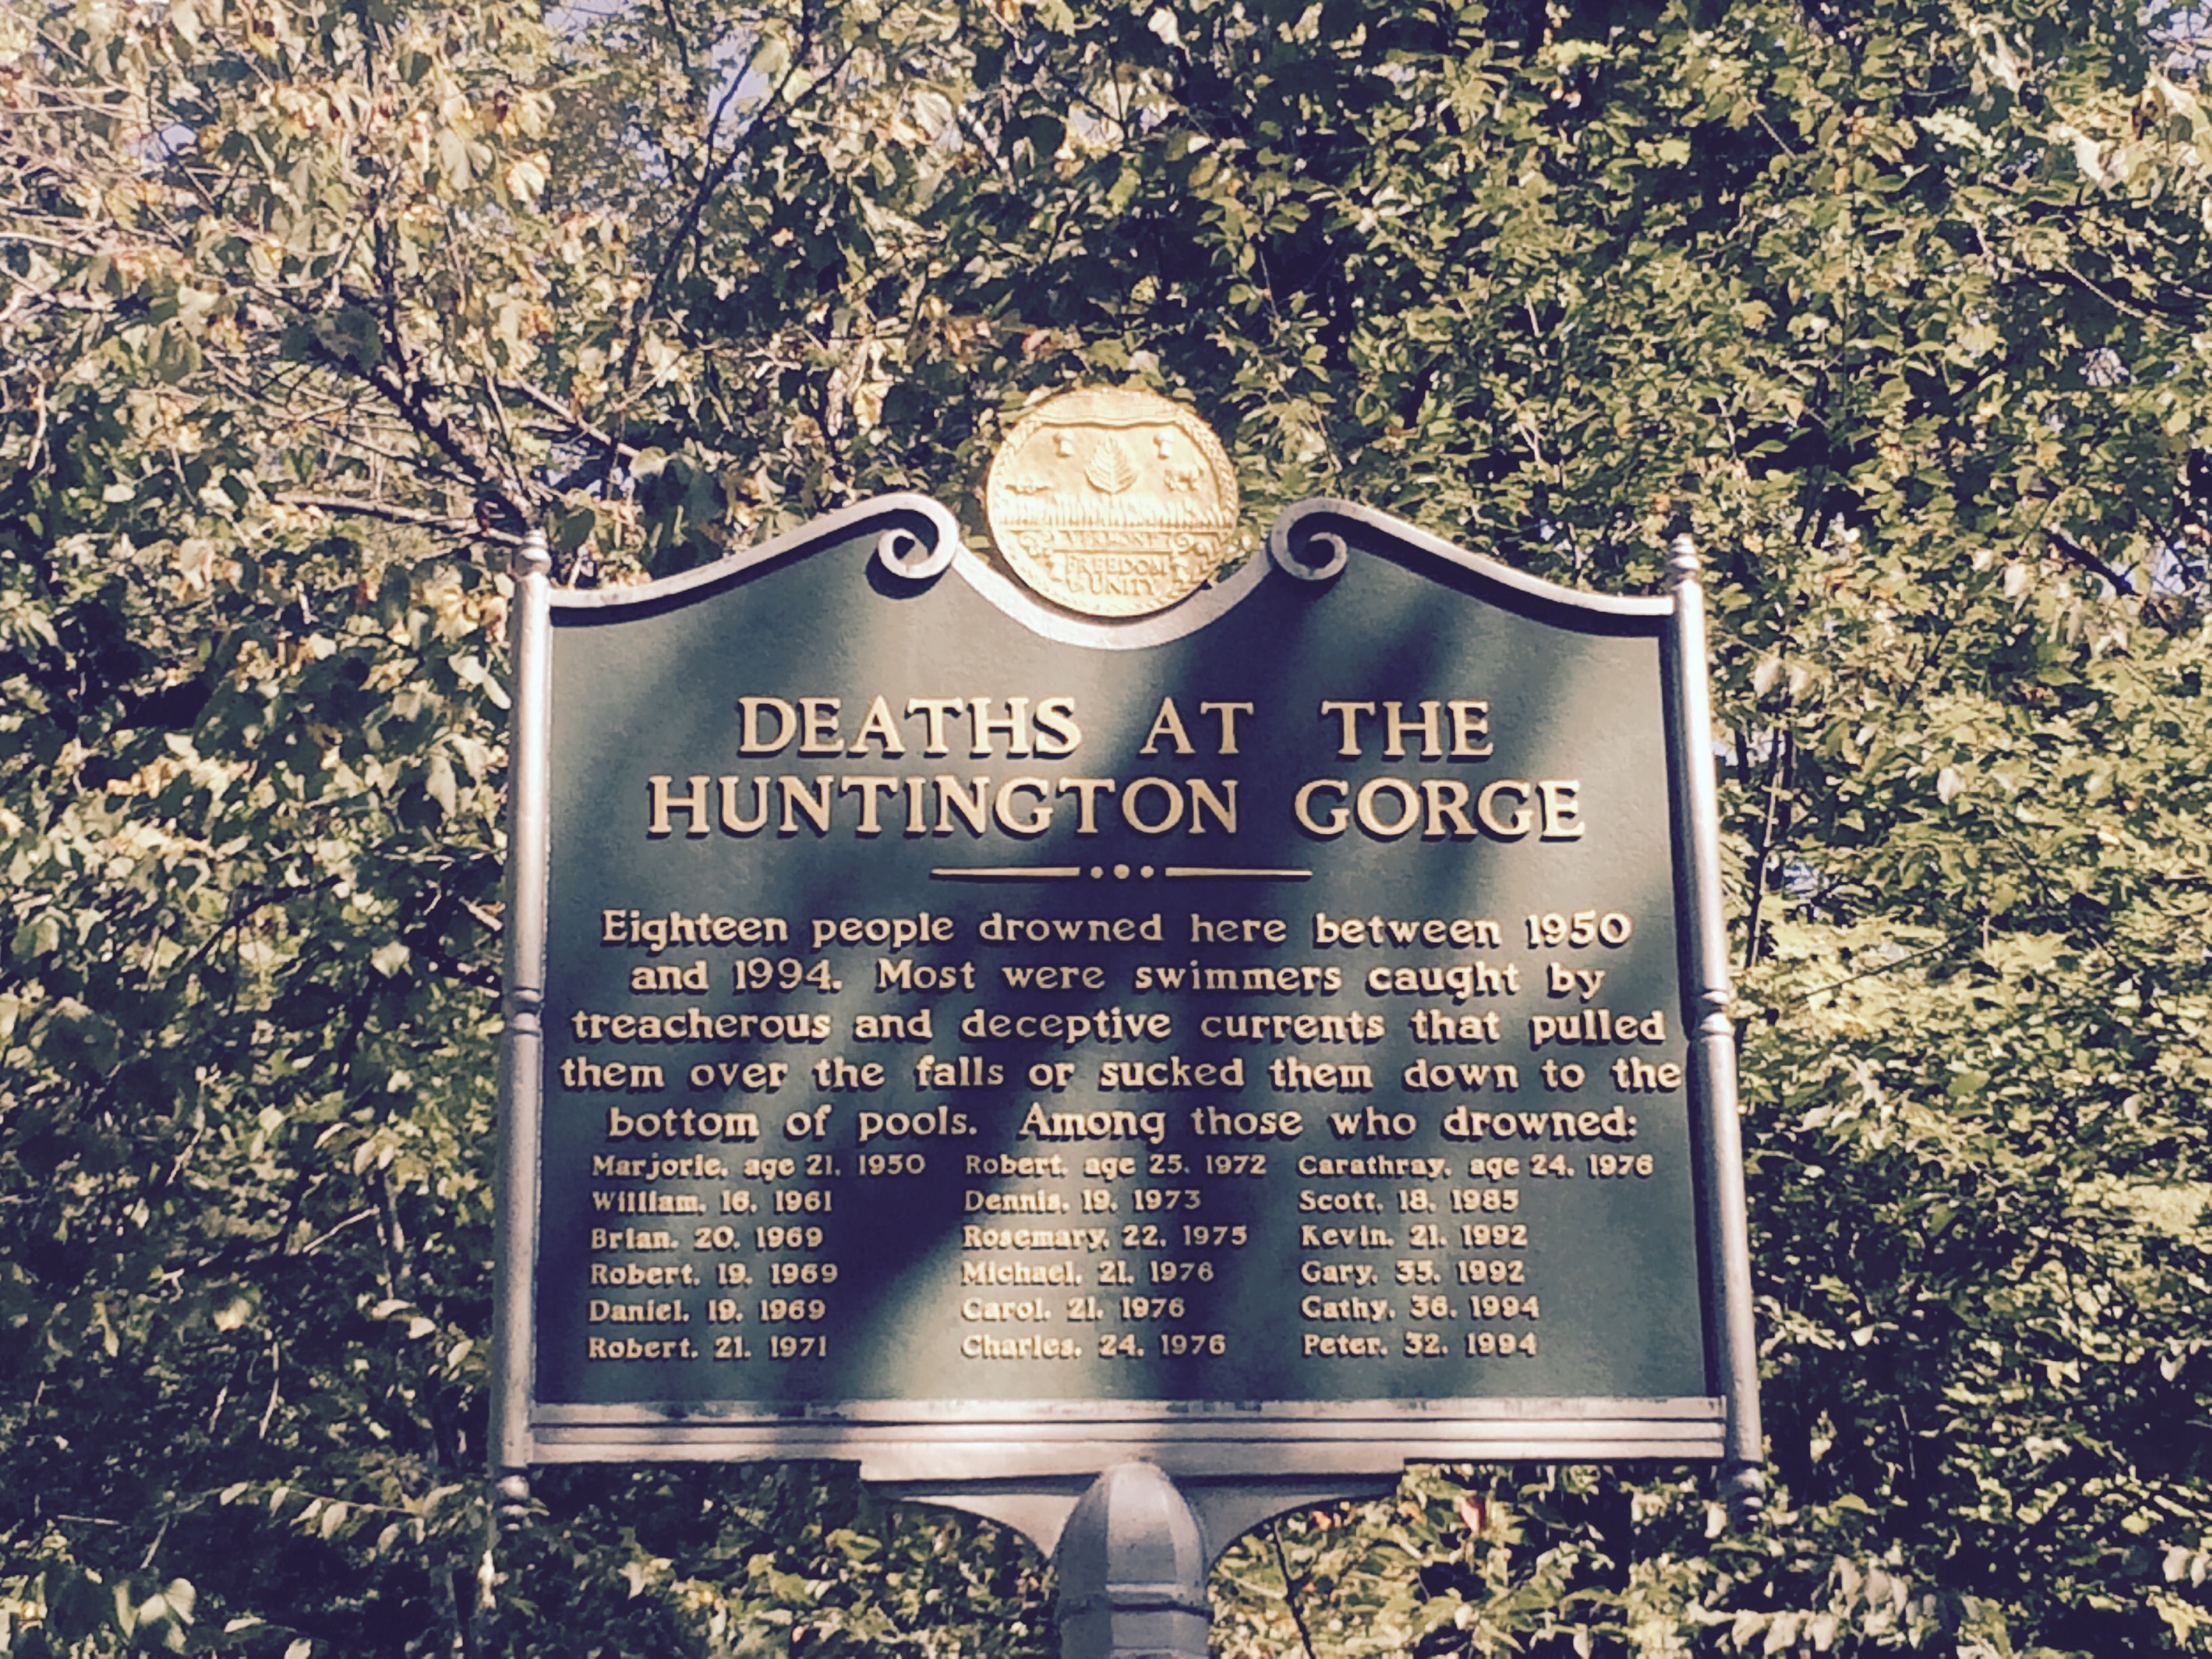 VERMONT
FREEDOM
& UNITY
DEATHS AT THE
HUNTINGTON GORGE
Eighteen people drowned here between 1950
and 1994. Most were swimmers caught by
treacherous and deceptive currents that pulled
them over the falls or sucked them down to the
bottom of pools. Among those who drowned:
Marjorie, age 21, 1950 Robert, age 25, 1972 Carathray, age 24, 1976
William, 16, 1961 Dennis, 19, 1973 Scott, 18, 1985
Brian, 20, 1969 Rosemary, 22, 1975 Kevin, 21, 1992
Robert, 19, 1969 Michael, 21, 1976 Gary, 35, 1992
Daniel, 19, 1969 Carol, 21, 1976 Cathy, 36, 1994
Robert, 21, 1971 Charles, 24, 1976 Peter, 32, 1994